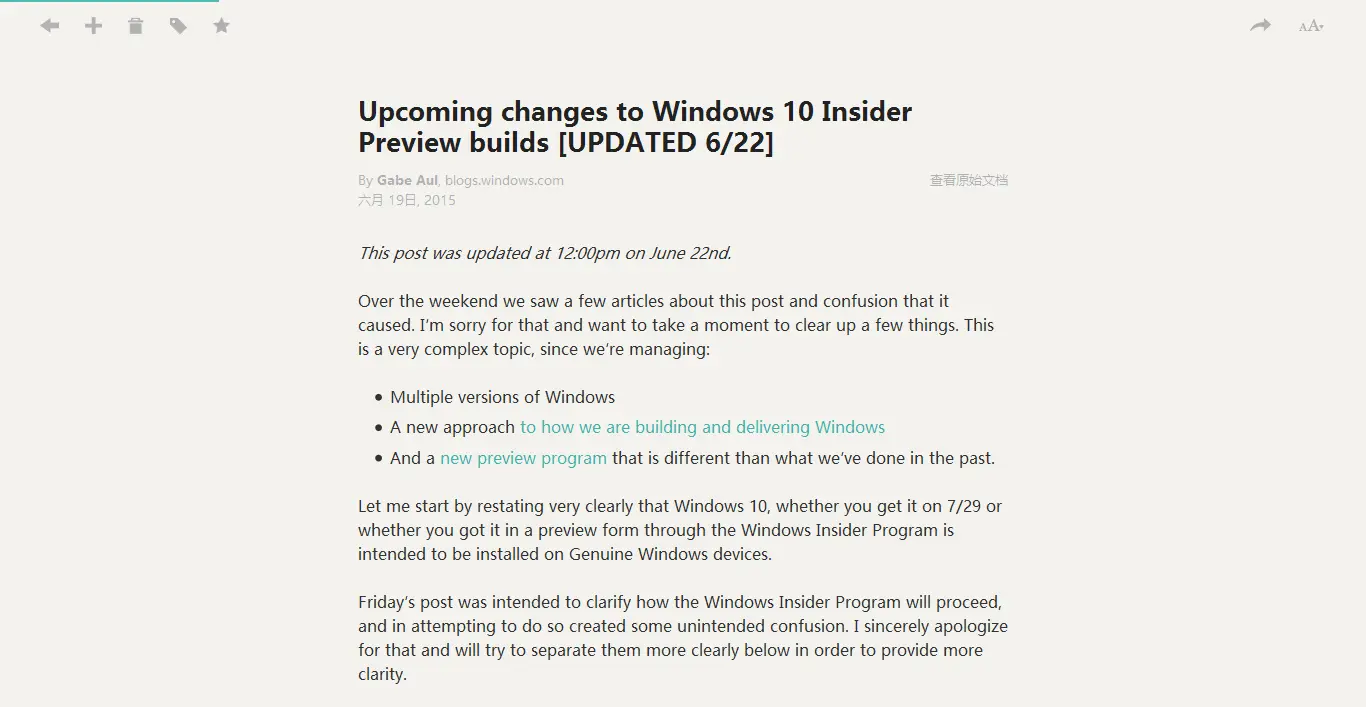 AA
Upcoming changes to Windows 10 Insider
Preview builds [UPDATED 6/22]
By Gabe Aul, blogs.windows.com
查看原始文档
六月 19日, 2015
This post was updated at 12:00pm on June 22nd.
Over the weekend we saw a few articles about this post and confusion that it
caused. I’m sorry for that and want to take a moment to clear up a few things. This
is a very complex topic, since we’re managing:
• Multiple versions of Windows
• A new approach to how we are building and delivering Windows
• And a new preview program that is different than what we’ve done in the past.
Let me start by restating very clearly that Windows 10, whether you get it on 7/29 or
whether you got it in a preview form through the Windows Insider Program is
intended to be installed on Genuine Windows devices.
Friday’s post was intended to clarify how the Windows Insider Program will proceed,
and in attempting to do so created some unintended confusion. I sincerely apologize
for that and will try to separate them more clearly below in order to provide more
clarity.